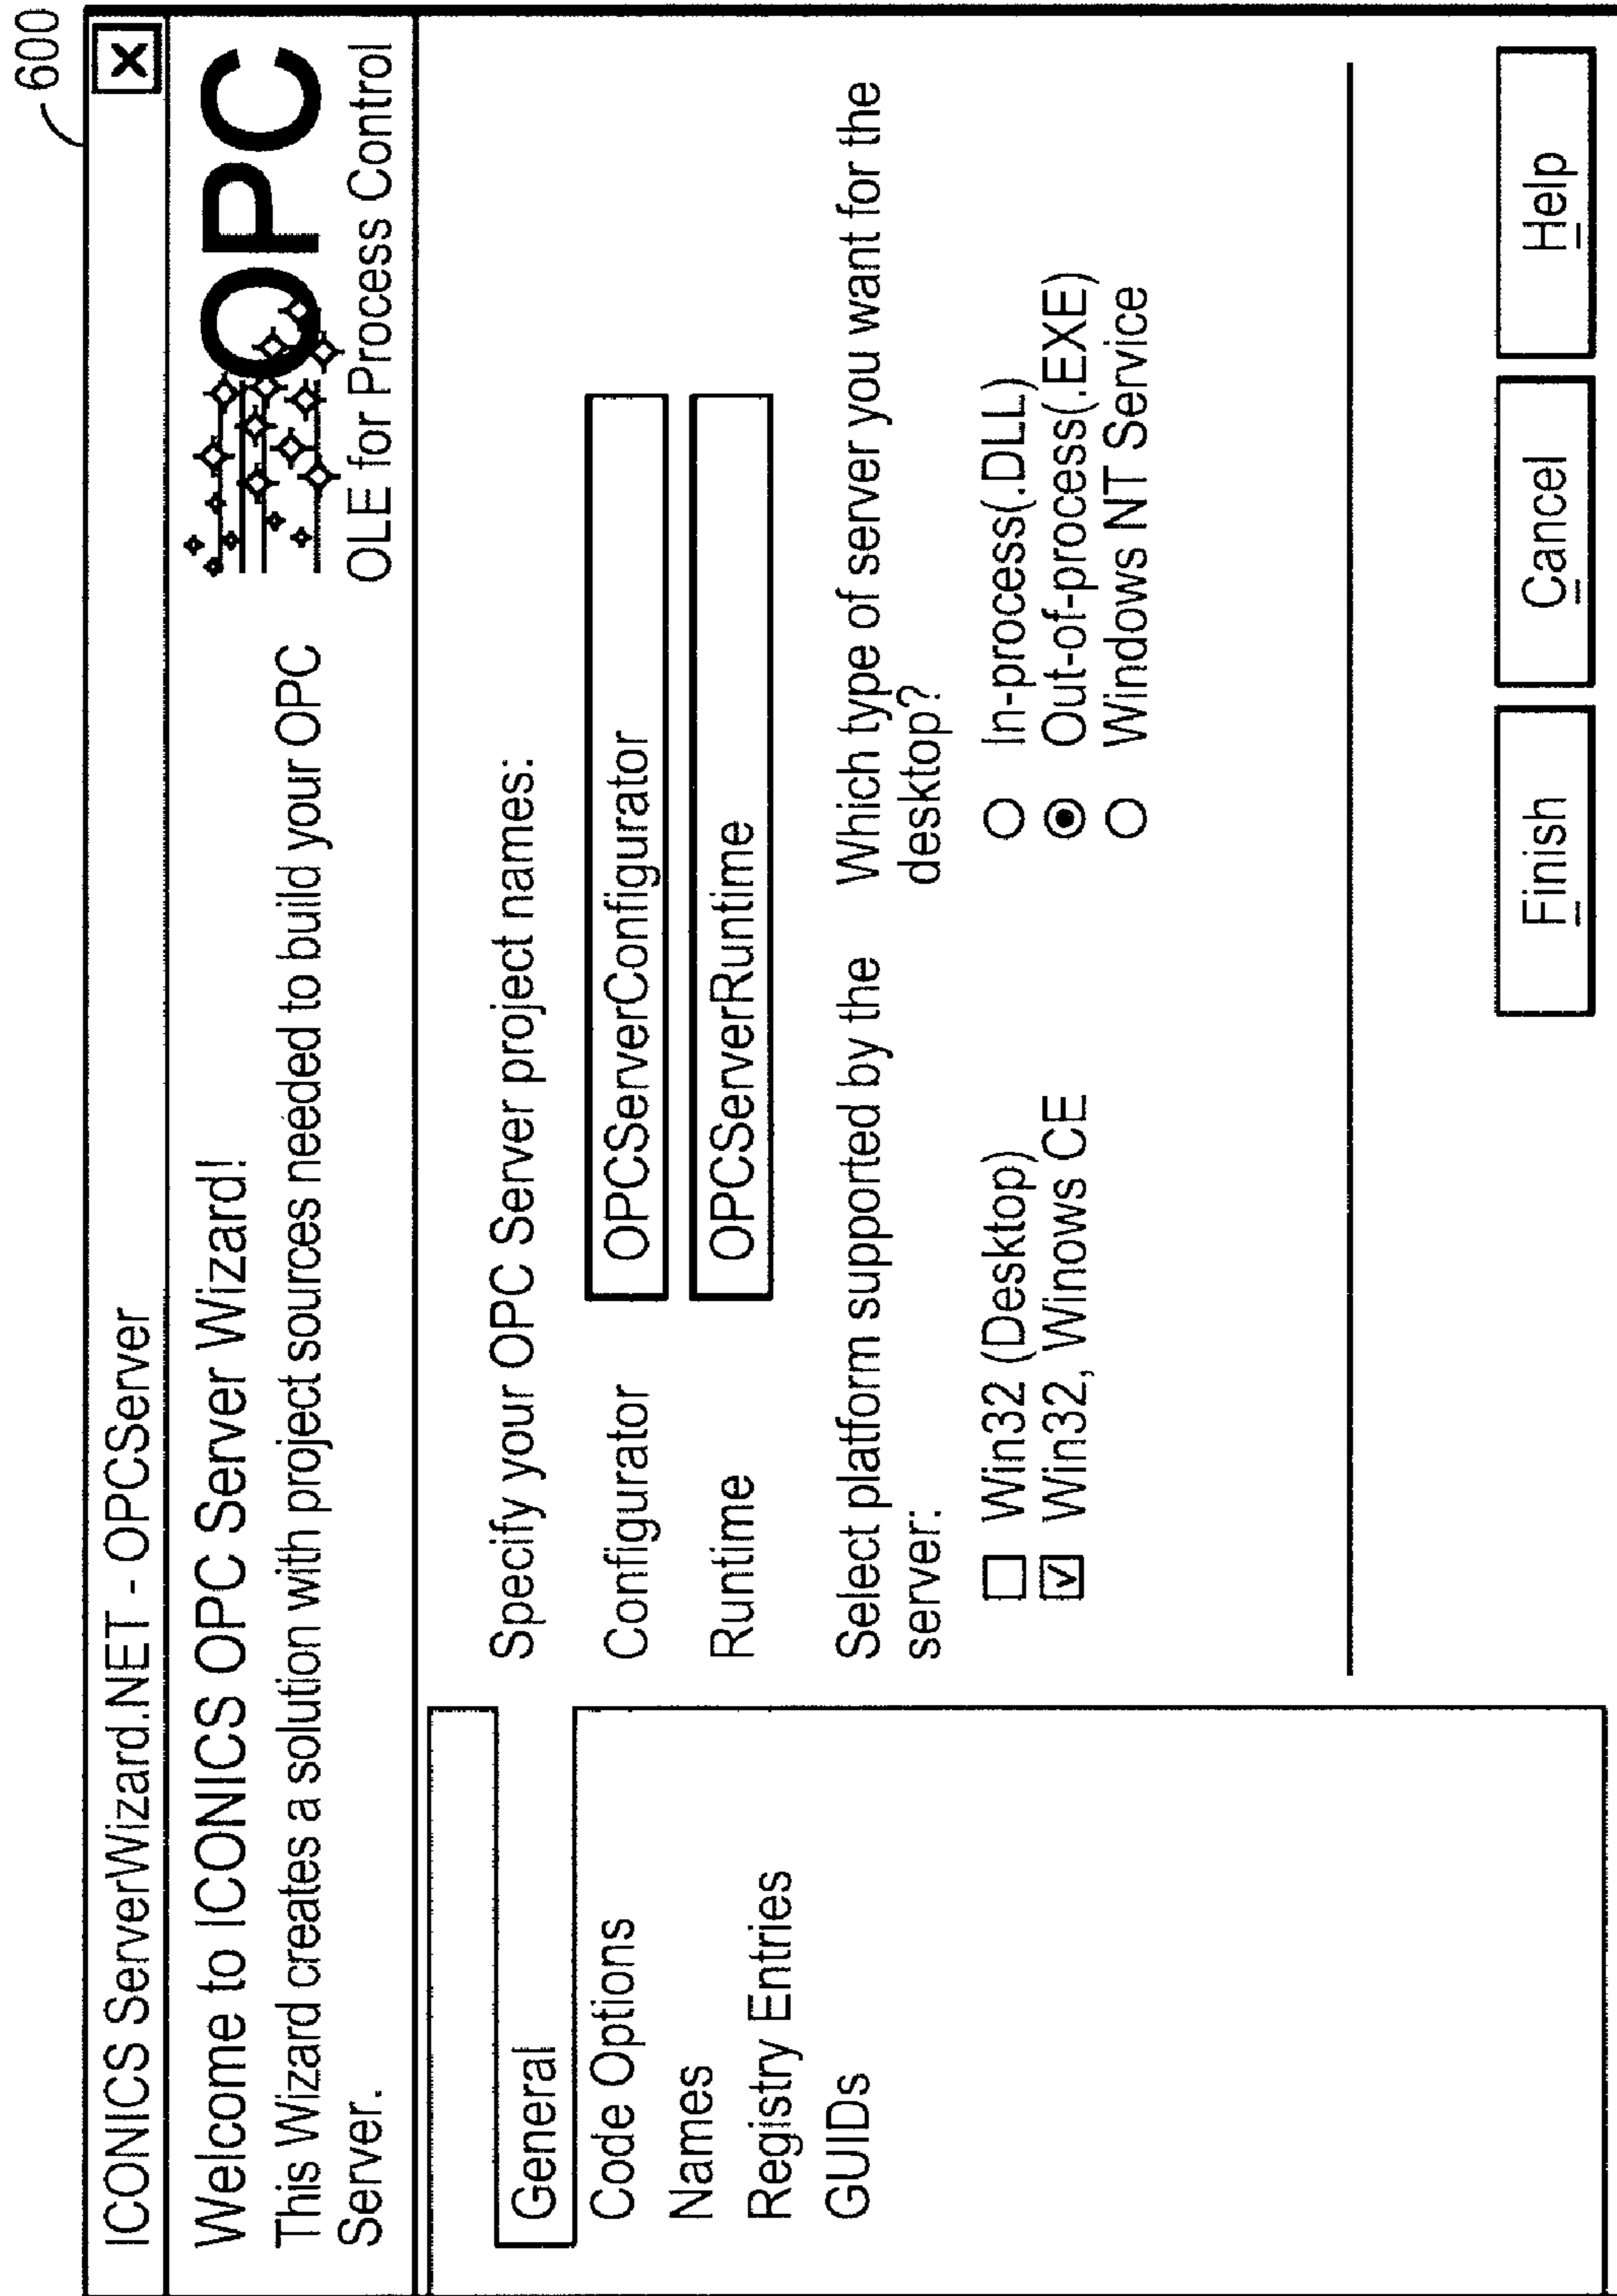 600
ICONICS ServerWizard.NET - OPCServer
X
Welcome to ICONICS OPC Server Wizard!
This Wizard creates a solution with project sources needed to build your OPC
Server.
OPC
OLE for Process Control
General
Code Options
Names
Registry Entries
GUIDs
Specify your OPC Server project names:
Configurator
OPCServerConfigurator
Runtime
OPCServerRuntime
Select platform supported by the
server:
Win32 (Desktop)
Win32, Winows CE
Which type of server you want for the
desktop?
In-process(.DLL)
Out-of-process(.EXE)
Windows NT Service
Finish
Cancel
Help